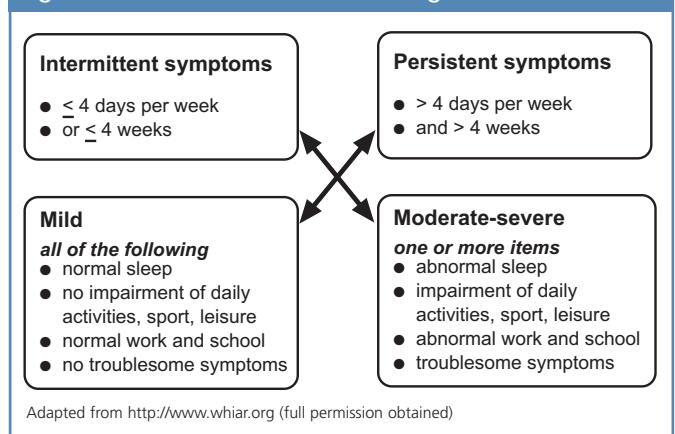 Intermittent symptoms
● ≤ 4 days per week
● or ≤ 4 weeks
Persistent symptoms
● > 4 days per week
● and > 4 weeks
Mild
all of the following
● normal sleep
● no impairment of daily
activities, sport, leisure
● normal work and school
● no troublesome symptoms
Moderate-severe
one or more items
● abnormal sleep
● impairment of daily
activities, sport, leisure
● abnormal work and school
● troublesome symptoms
Adapted from http://www.whiar.org (full permission obtained)